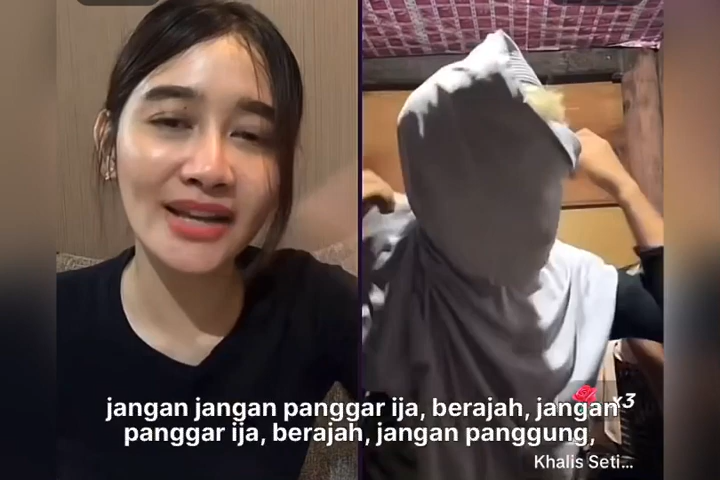 jangan jangan panggar ija, berajah, jangan
panggar ija, berajah, jangan panggung,
x3
Khalis Seti...